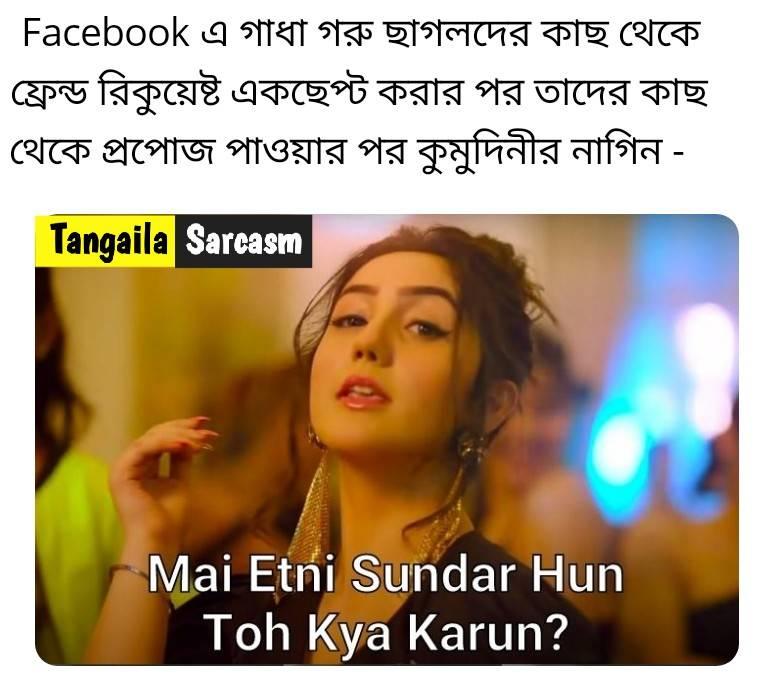 Facebook এ গাধা গরু ছাগলদের কাছ থেকে
ফ্রেন্ড রিকুয়েষ্ট একছেপ্ট করার পর তাদের কাছ
থেকে প্রপোজ পাওয়ার পর কুমুদিনীর নাগিন -
Tangaila Sarcasm
Mai Etni Sundar Hun
Toh Kya Karun?